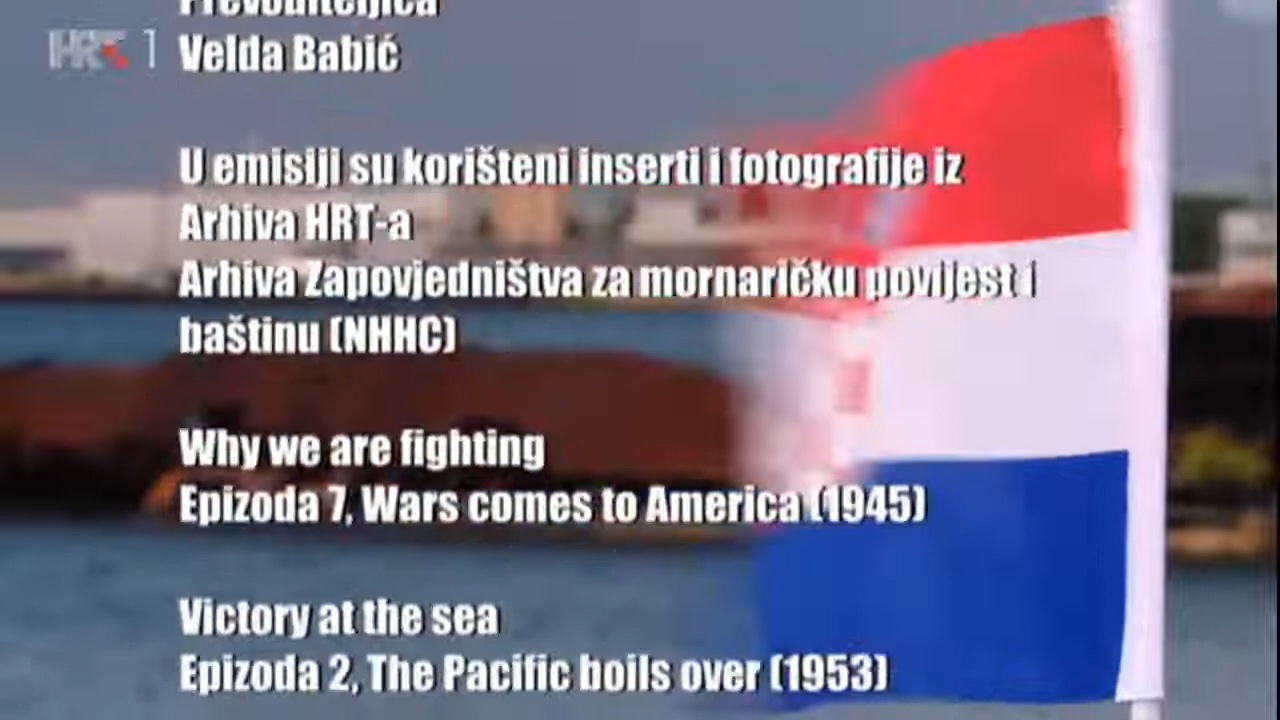 Prevoditeljica
HRT 1
Velda Babić
U emisiji su korišteni inserti i fotografije iz
Arhiva HRT-a
Arhiva Zapovjedništva za mornaričku povijest i
baštinu (NHHC)
Why we are fighting
Epizoda 7, Wars comes to America (1945)
Victory at the sea
Epizoda 2, The Pacific boils over (1953)